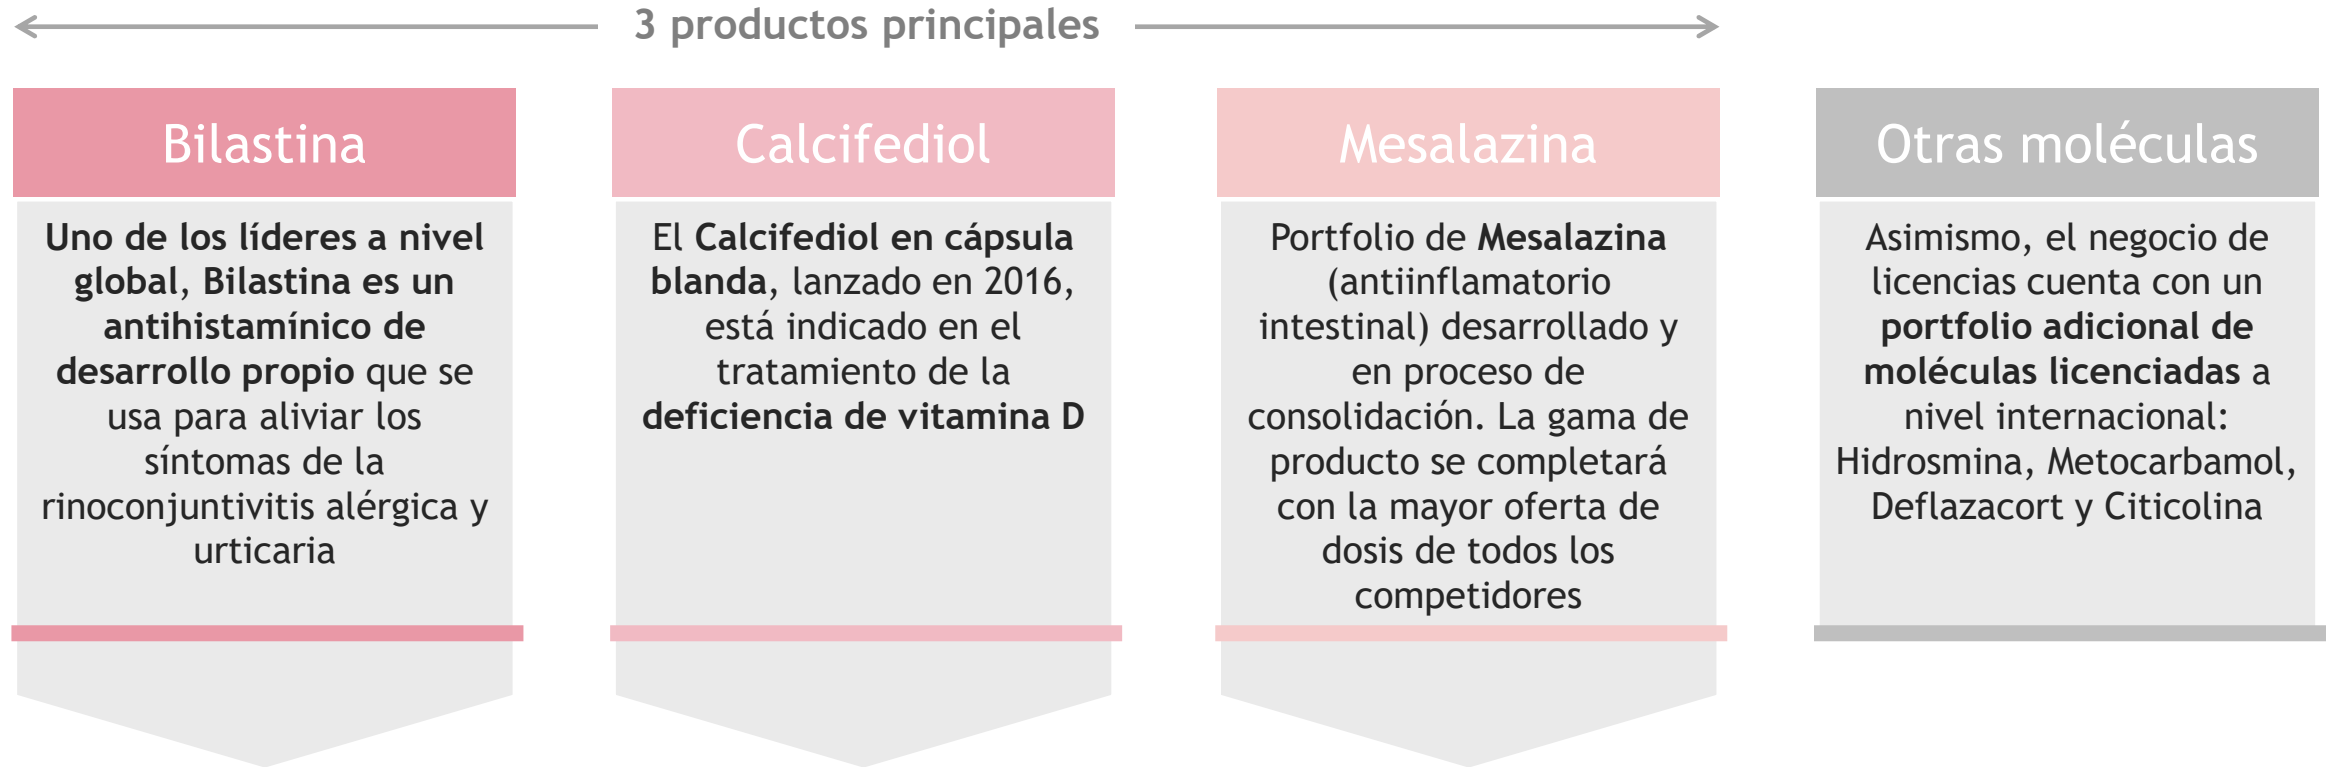 3 productos principales
Bilastina
Uno de los líderes a nivel
global, Bilastina es un
antihistamínico de
desarrollo propio que se
usa para aliviar los
síntomas de la
rinoconjuntivitis alérgica y
urticaria
Calcifediol
El Calcifediol en cápsula
blanda, lanzado en 2016,
está indicado en el
tratamiento de la
deficiencia de vitamina D
Mesalazina
Portfolio de Mesalazina
(antiinflamatorio
intestinal) desarrollado y
en proceso de
consolidación. La gama de
producto se completará
con la mayor oferta de
dosis de todos los
competidores
Otras moléculas
Asimismo, el negocio de
licencias cuenta con un
portfolio adicional de
moléculas licenciadas a
nivel internacional:
Hidrosmina, Metocarbamol,
Deflazacort y Citicolina